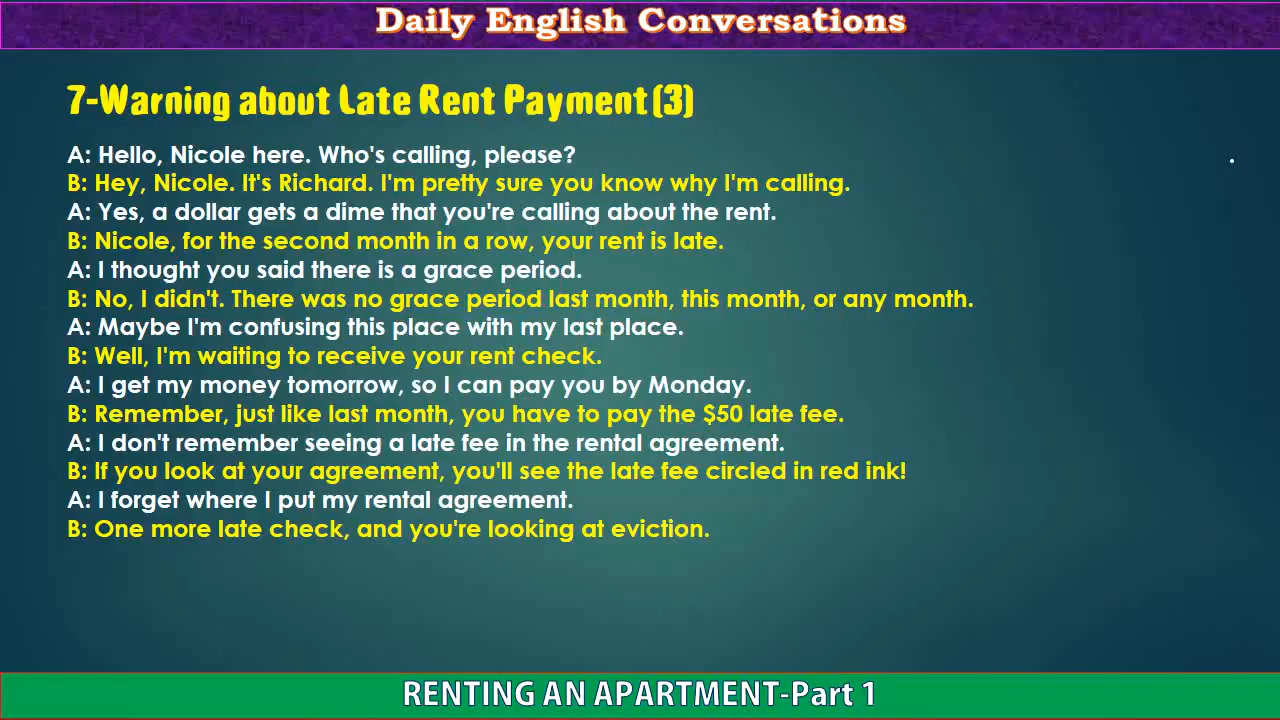 Daily English Conversations
7-Warning about Late Rent Payment(3)
A: Hello, Nicole here. Who's calling, please?
B: Hey, Nicole. It's Richard. I'm pretty sure you know why I'm calling.
A: Yes, a dollar gets a dime that you're calling about the rent.
B: Nicole, for the second month in a row, your rent is late.
A: I thought you said there is a grace period.
B: No, I didn't. There was no grace period last month, this month, or any month.
A: Maybe I'm confusing this place with my last place.
B: Well, I'm waiting to receive your rent check.
A: I get my money tomorrow, so I can pay you by Monday.
B: Remember, just like last month, you have to pay the $50 late fee.
A: I don't remember seeing a late fee in the rental agreement.
B: If you look at your agreement, you'll see the late fee circled in red ink!
A: I forget where I put my rental agreement.
B: One more late check, and you're looking at eviction.
RENTING AN APARTMENT-Part 1